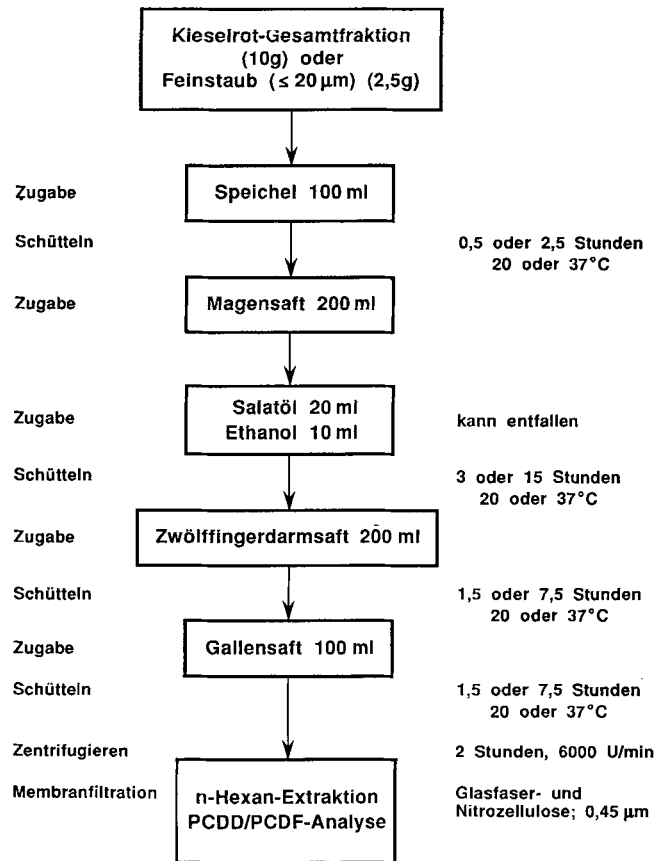 Kieselrot-Gesamtfraktion
(10g) oder
Feinstaub (≤ 20 µm) (2,5g)
Zugabe
Speichel 100 ml
Schütteln
0,5 oder 2,5 Stunden
20 oder 37°C
Zugabe
Magensaft 200 ml
Zugabe
Salatöl 20 ml
Ethanol 10 ml
kann entfallen
Schütteln
3 oder 15 Stunden
20 oder 37°C
Zugabe
Zwölffingerdarmsaft 200 ml
Schütteln
1,5 oder 7,5 Stunden
20 oder 37°C
Zugabe
Gallensaft 100 ml
Schütteln
1,5 oder 7,5 Stunden
20 oder 37°C
Zentrifugieren
2 Stunden, 6000 U/min
Membranfiltration
n-Hexan-Extraktion
PCDD/PCDF-Analyse
Glasfaser- und
Nitrozellulose; 0,45 µm